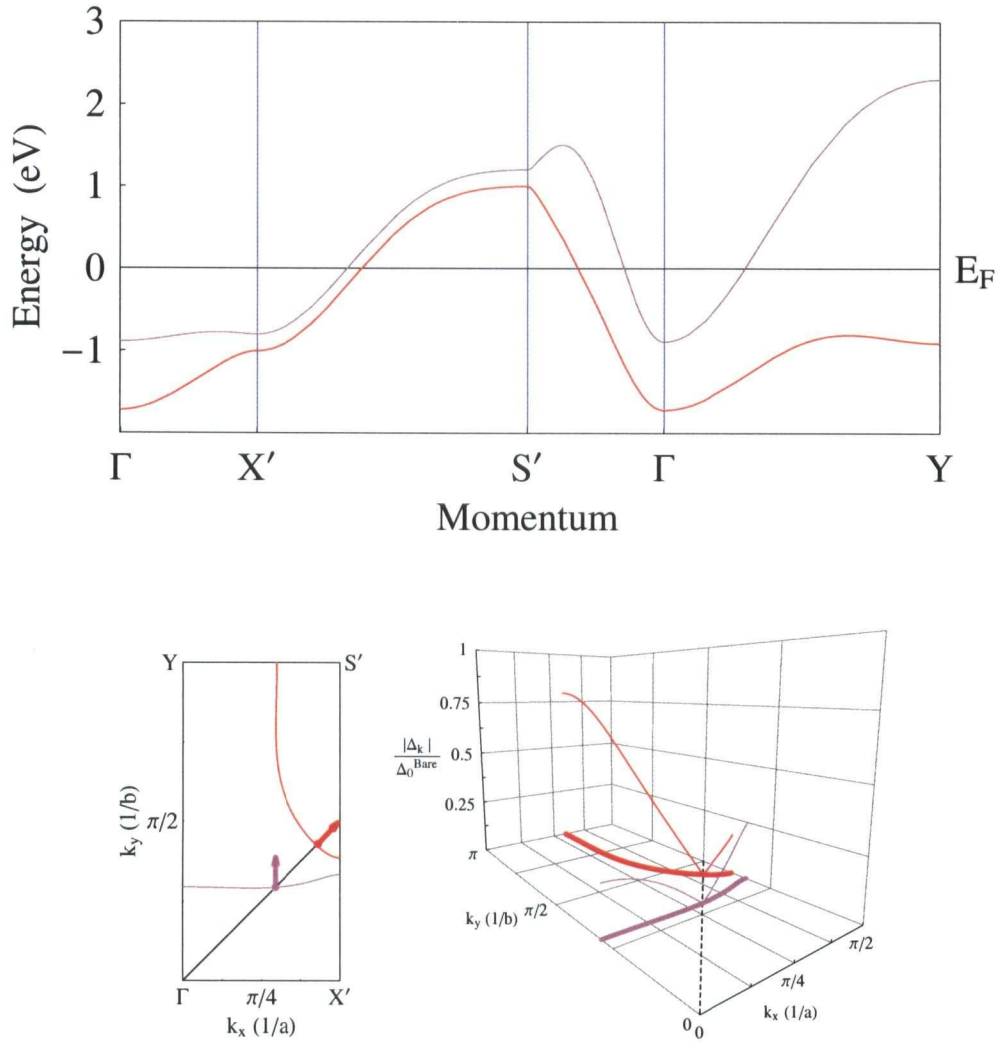 3
2
1
0
−1
Energy (eV)
E_F
Γ X′ S′ Γ Y
Momentum
Y S′
π/2
k_y (1/b)
Γ π/4 X′
k_x (1/a)
1
0.75
0.5
0.25
|Δ_k|
Δ_0^Bare
π
π/2
k_y (1/b)
0 0
π/4
π/2
k_x (1/a)